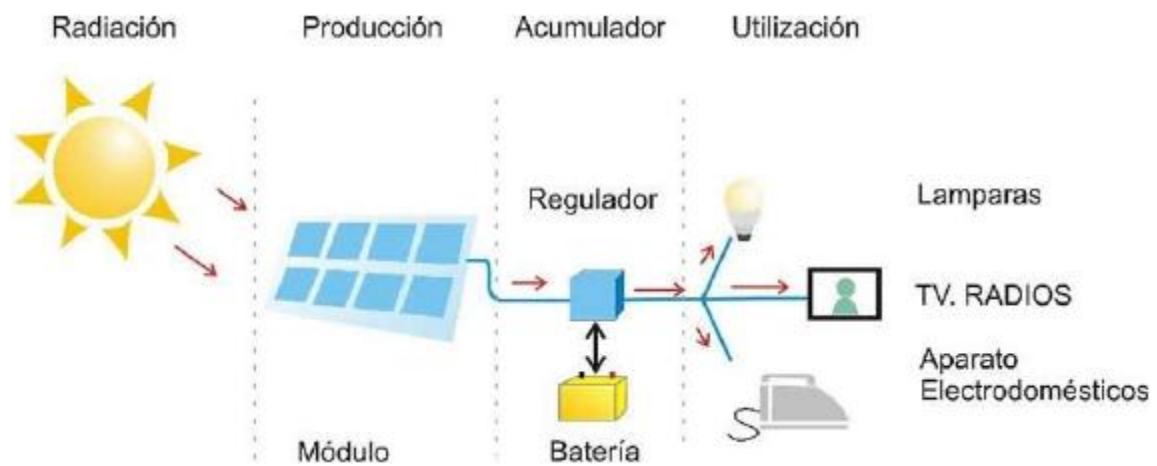 Radiación
Producción
Acumulador
Utilización
Regulador
Lamparas
TV. RADIOS
Aparato
Electrodomésticos
Módulo
Batería